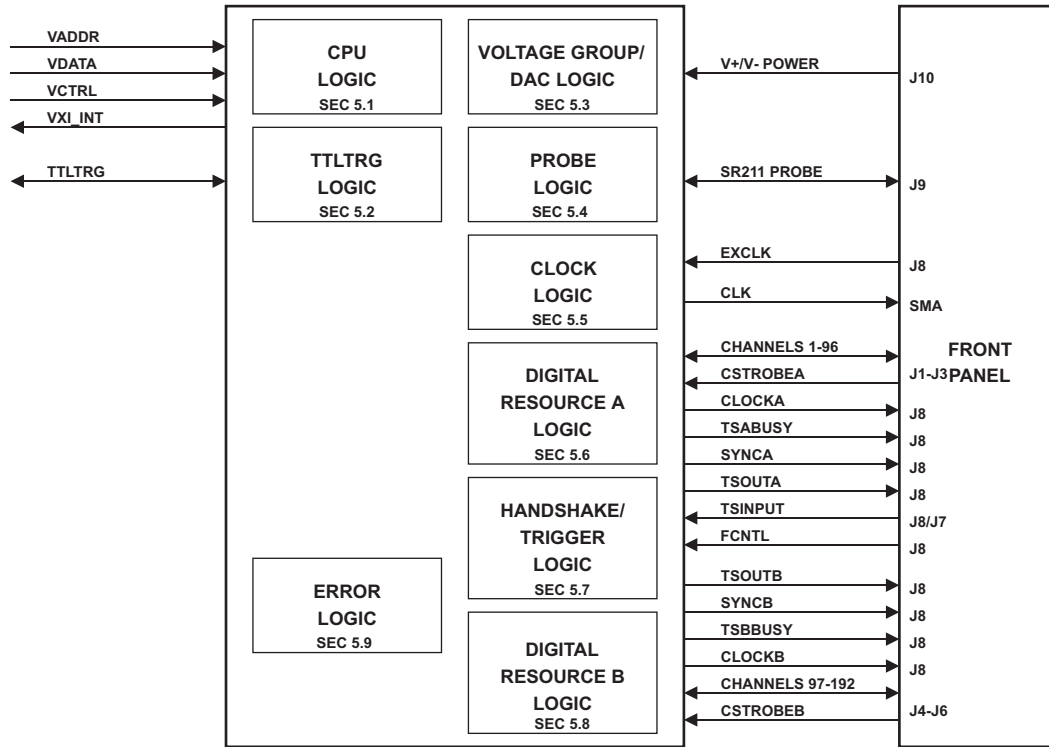 VADDR
VDATA
VCTRL
VXI_INT
TTLTRG
CPU
LOGIC
SEC 5.1
TTLTRG
LOGIC
SEC 5.2
ERROR
LOGIC
SEC 5.9
VOLTAGE GROUP/
DAC LOGIC
SEC 5.3
PROBE
LOGIC
SEC 5.4
CLOCK
LOGIC
SEC 5.5
DIGITAL
RESOURCE A
LOGIC
SEC 5.6
HANDSHAKE/
TRIGGER
LOGIC
SEC 5.7
DIGITAL
RESOURCE B
LOGIC
SEC 5.8
V+/V- POWER
SR211 PROBE
EXCLK
CLK
CHANNELS 1-96
CSTROBEA
CLOCKA
TSABUSY
SYNCA
TSOUTA
TSINPUT
FCNTL
TSOUTB
SYNCB
TSBBUSY
CLOCKB
CHANNELS 97-192
CSTROBEB
J10
J9
J8
SMA
J1-J3
J8
J8
J8
J8
J8/J7
J8
J8
J8
J8
J8
J4-J6
FRONT
PANEL